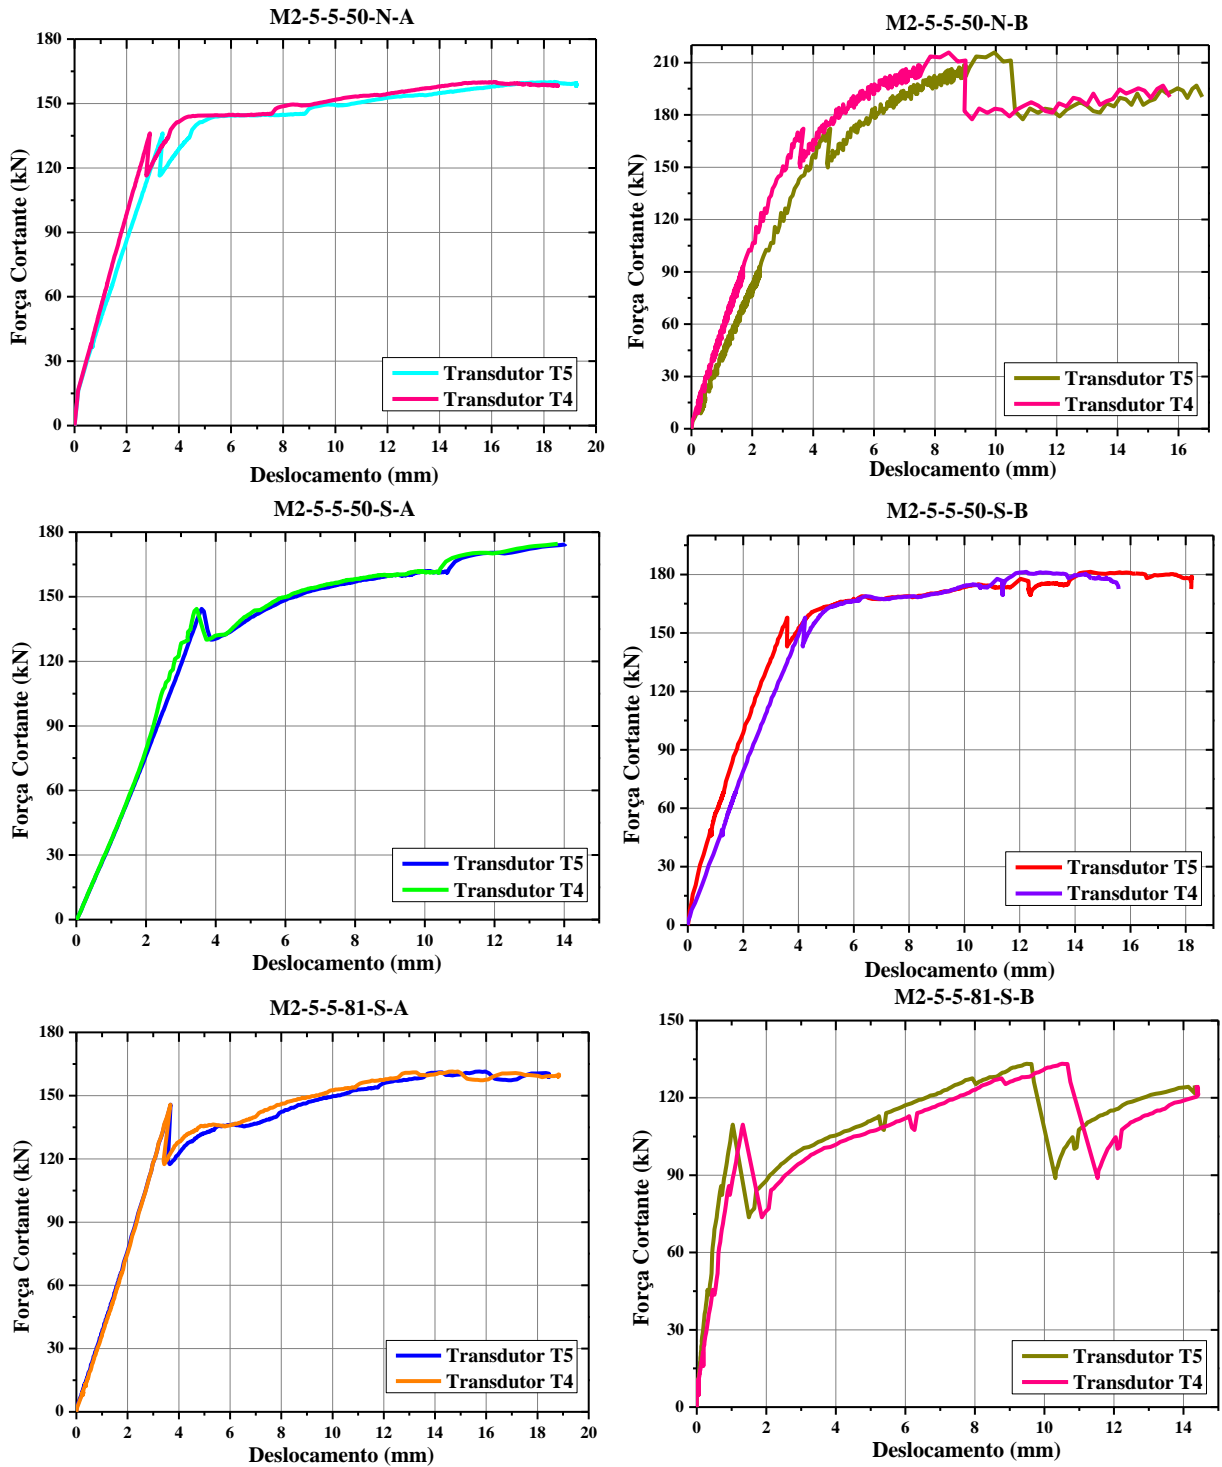 M2-5-5-50-N-A
180
150
120
90
60
30
0
Força Cortante (kN)
Transdutor T5
Transdutor T4
0 2 4 6 8 10 12 14 16 18 20
Deslocamento (mm)
M2-5-5-50-N-B
210
180
150
120
90
60
30
0
Força Cortante (kN)
Transdutor T5
Transdutor T4
0 2 4 6 8 10 12 14 16
Deslocamento (mm)
M2-5-5-50-S-A
180
150
120
90
60
30
0
Força Cortante (kN)
Transdutor T5
Transdutor T4
0 2 4 6 8 10 12 14
Deslocamento (mm)
M2-5-5-50-S-B
180
150
120
90
60
30
0
Força Cortante (kN)
Transdutor T5
Transdutor T4
0 2 4 6 8 10 12 14 16 18
Deslocamento (mm)
M2-5-5-81-S-A
180
150
120
90
60
30
0
Força Cortante (kN)
Transdutor T5
Transdutor T4
0 2 4 6 8 10 12 14 16 18 20
Deslocamento (mm)
M2-5-5-81-S-B
150
120
90
60
30
0
Força Cortante (kN)
Transdutor T5
Transdutor T4
0 2 4 6 8 10 12 14
Deslocamento (mm)